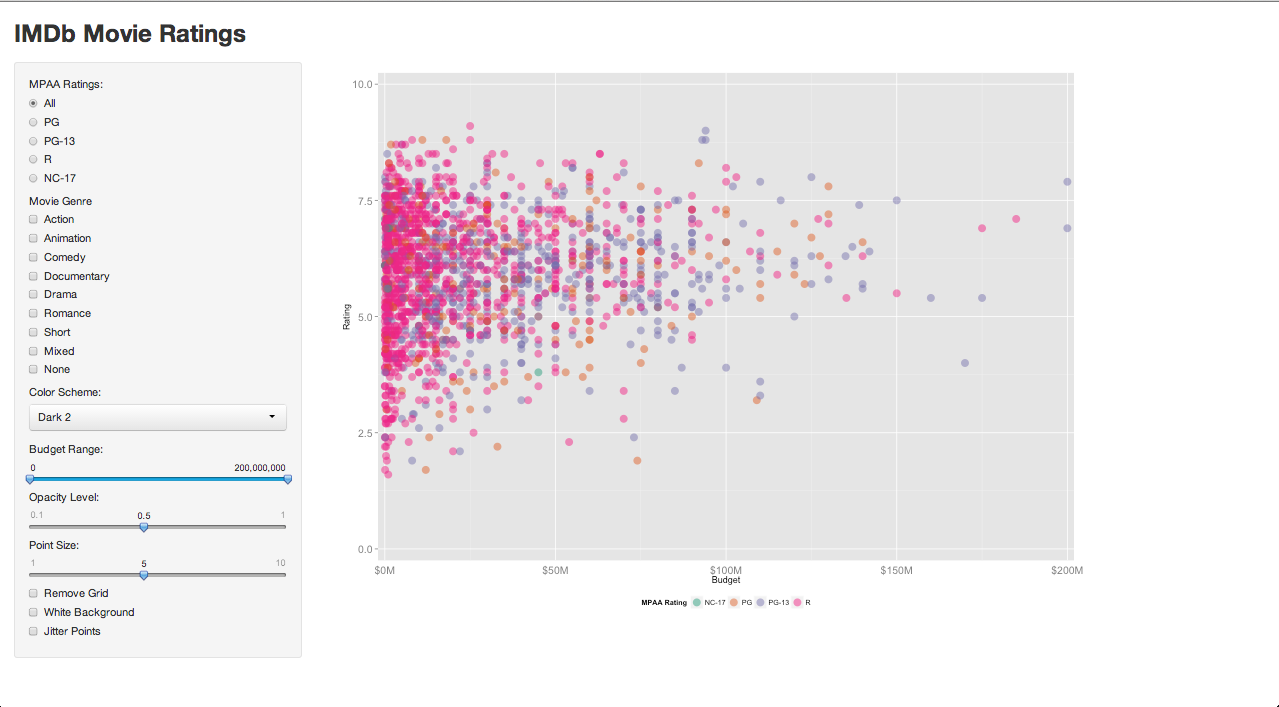 IMDb Movie Ratings
MPAA Ratings:
All
PG
PG-13
R
NC-17
Movie Genre
Action
Animation
Comedy
Documentary
Drama
Romance
Short
Mixed
None
Color Scheme:
Dark 2
Budget Range:
0 200,000,000
Opacity Level:
0.1 0.5 1
Point Size:
1 5 10
Remove Grid
White Background
Jitter Points
10.0
7.5
5.0
2.5
0.0
Rating
$0M $50M $100M $150M $200M
Budget
MPAA Rating NC-17 PG PG-13 R